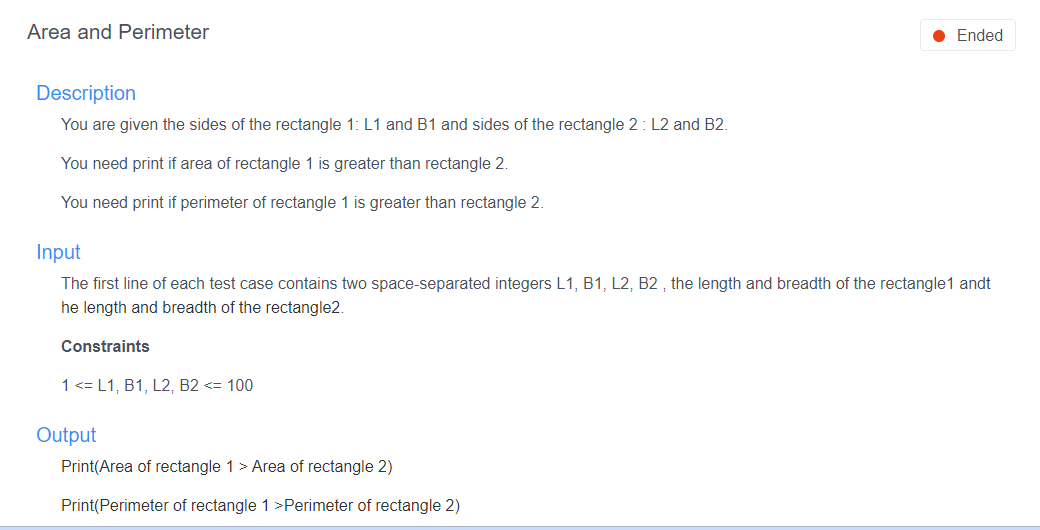 Area and Perimeter
Ended
Description
You are given the sides of the rectangle 1: L1 and B1 and sides of the rectangle 2 : L2 and B2.
You need print if area of rectangle 1 is greater than rectangle 2.
You need print if perimeter of rectangle 1 is greater than rectangle 2.
Input
The first line of each test case contains two space-separated integers L1, B1, L2, B2 , the length and breadth of the rectangle1 andt
he length and breadth of the rectangle2.
Constraints
1 <= L1, B1, L2, B2 <= 100
Output
Print(Area of rectangle 1 > Area of rectangle 2)
Print(Perimeter of rectangle 1 >Perimeter of rectangle 2)